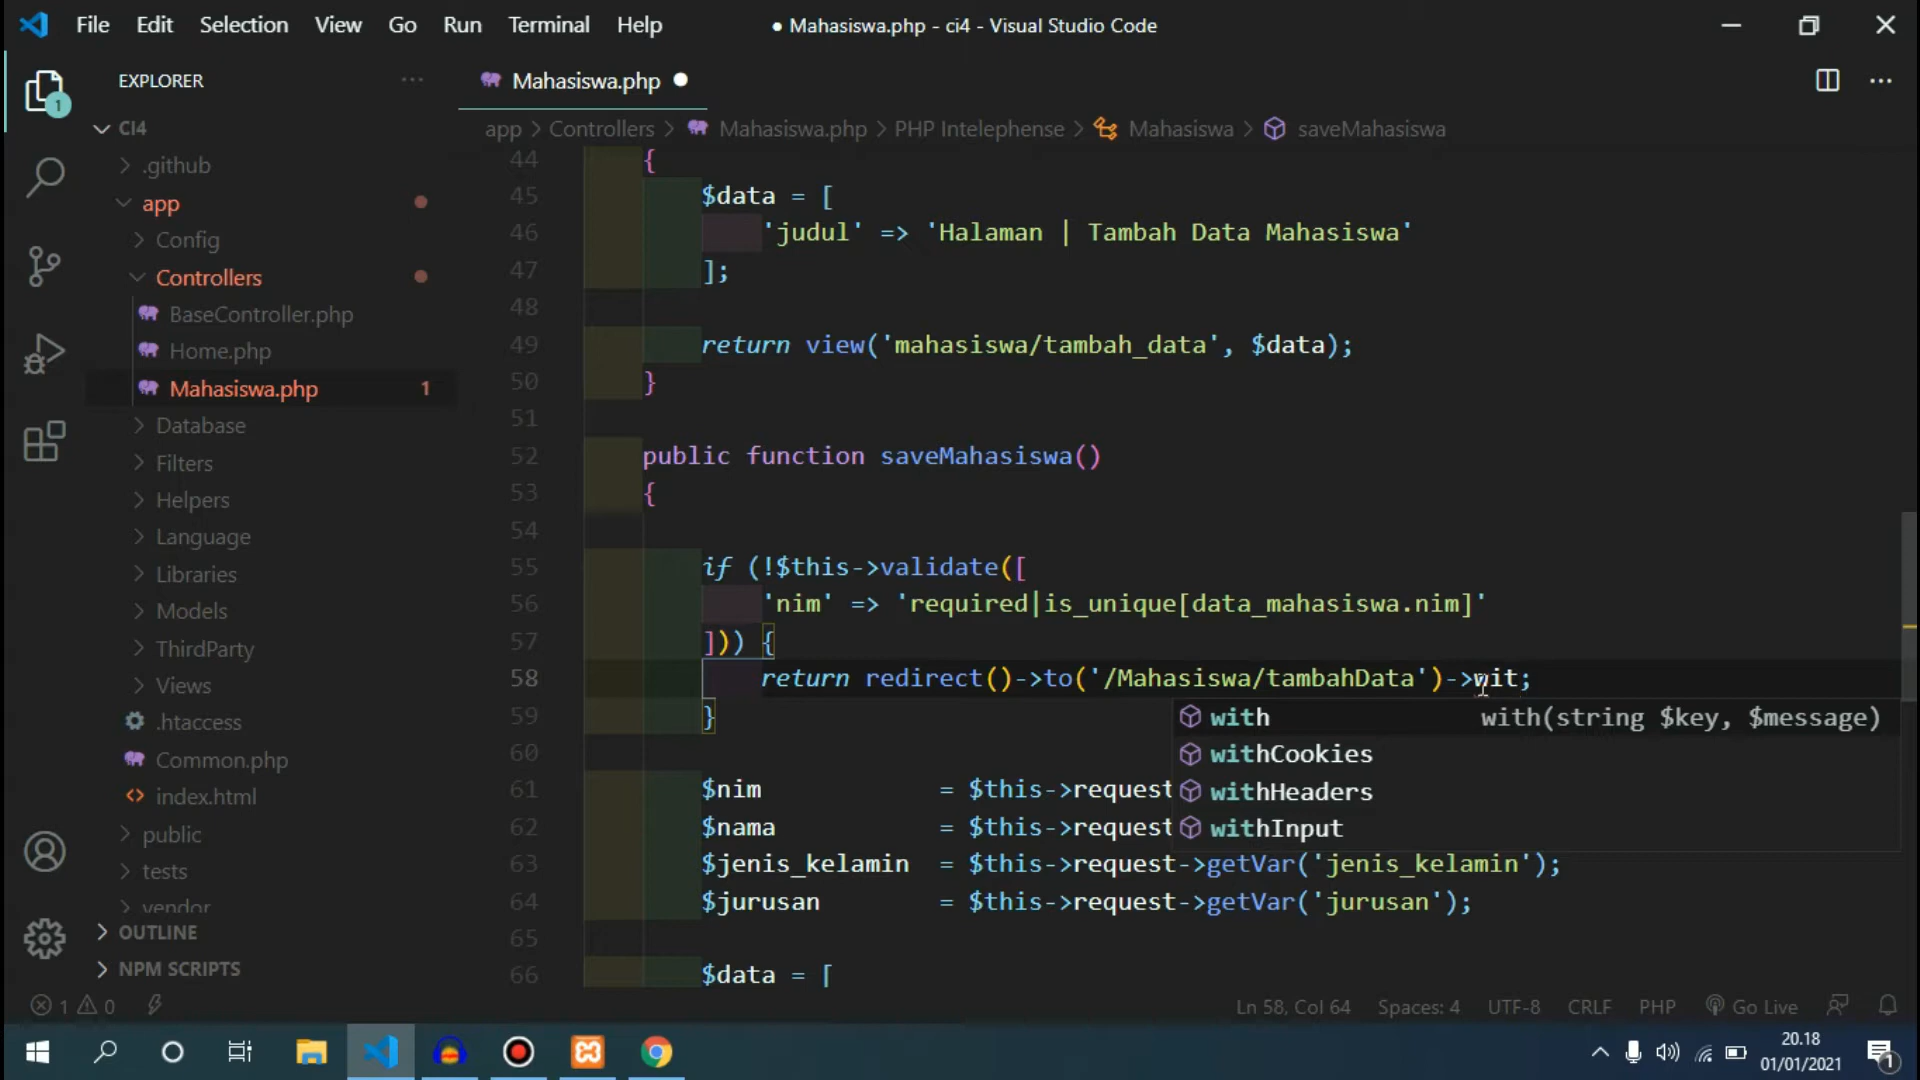 File Edit Selection View Go Run Terminal Help
● Mahasiswa.php - ci4 - Visual Studio Code
EXPLORER
CI4
.github
app
Config
Controllers
BaseController.php
Home.php
Mahasiswa.php 1
Database
Filters
Helpers
Language
Libraries
Models
ThirdParty
Views
.htaccess
Common.php
index.html
public
tests
vendor
OUTLINE
NPM SCRIPTS
1
Mahasiswa.php
app > Controllers > Mahasiswa.php > PHP Intelephense > Mahasiswa > saveMahasiswa
44 {
45 $data = [
46 'judul' => 'Halaman | Tambah Data Mahasiswa'
47 ];
48
49 return view('mahasiswa/tambah_data', $data);
50 }
51
52 public function saveMahasiswa()
53 {
54
55 if (!$this->validate([
56 'nim' => 'required|is_unique[data_mahasiswa.nim]'
57 ])) {
58 return redirect()->to('/Mahasiswa/tambahData')->wit;
59 }
60
61 $nim = $this->request
62 $nama = $this->request
63 $jenis_kelamin = $this->request->getVar('jenis_kelamin');
64 $jurusan = $this->request->getVar('jurusan');
65
66 $data = [
with with(string $key, $message)
withCookies
withHeaders
withInput
1 0
Ln 58, Col 64 Spaces: 4 UTF-8 CRLF PHP Go Live
20.18
01/01/2021
1